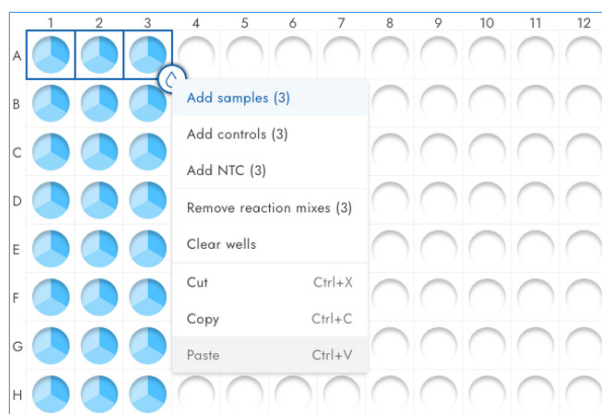 1 2 3 4 5 6 7 8 9 10 11 12
A
B
C
D
E
F
G
H
Add samples (3)
Add controls (3)
Add NTC (3)
Remove reaction mixes (3)
Clear wells
Cut Ctrl+X
Copy Ctrl+C
Paste Ctrl+V